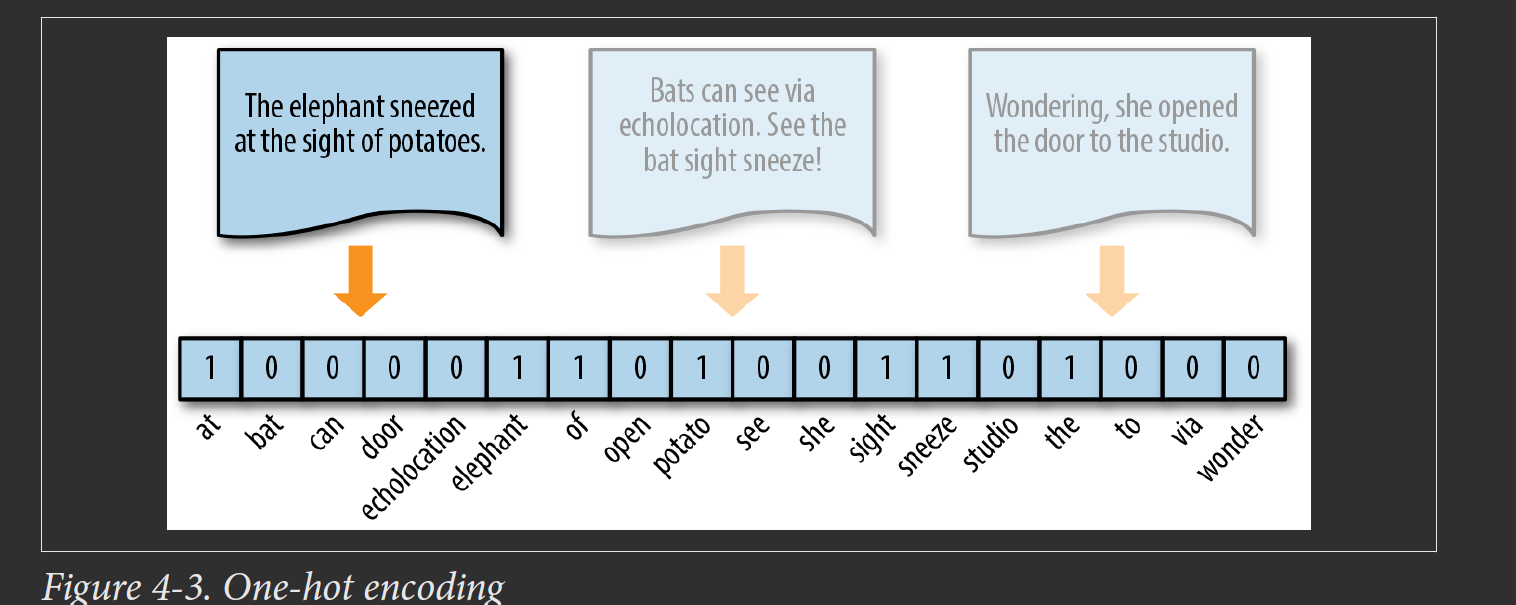 The elephant sneezed
at the sight of potatoes.
Bats can see via
echolocation. See the
bat sight sneeze!
Wondering, she opened
the door to the studio.
1 0 0 0 0 1 1 0 1 0 0 1 1 0 1 0 0 0
at bat can door echolocation elephant of open potato see she sight sneeze studio the to via wonder
Figure 4-3. One-hot encoding